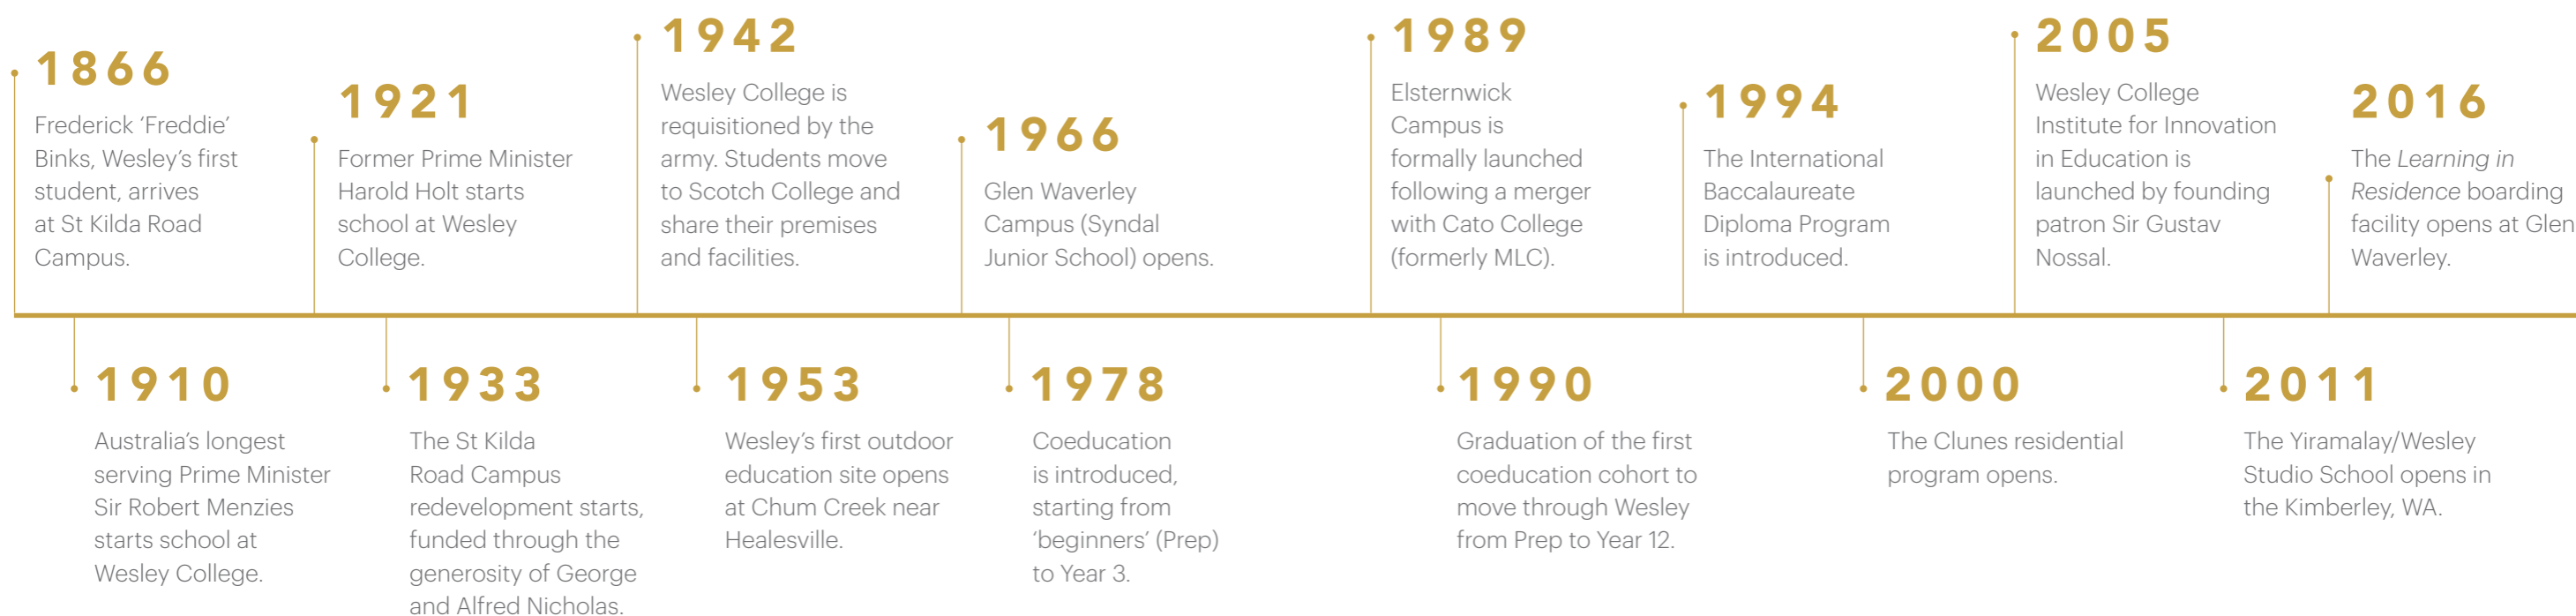 1866
Frederick ‘Freddie’
Binks, Wesley’s first
student, arrives
at St Kilda Road
Campus.
1910
Australia’s longest
serving Prime Minister
Sir Robert Menzies
starts school at
Wesley College.
1921
Former Prime Minister
Harold Holt starts
school at Wesley
College.
1933
The St Kilda
Road Campus
redevelopment starts,
funded through the
generosity of George
and Alfred Nicholas.
1942
Wesley College is
requisitioned by the
army. Students move
to Scotch College and
share their premises
and facilities.
1953
Wesley’s first outdoor
education site opens
at Chum Creek near
Healesville.
1966
Glen Waverley
Campus (Syndal
Junior School) opens.
1978
Coeducation
is introduced,
starting from
‘beginners’ (Prep)
to Year 3.
1989
Elsternwick
Campus is
formally launched
following a merger
with Cato College
(formerly MLC).
1990
Graduation of the first
coeducation cohort to
move through Wesley
from Prep to Year 12.
1994
The International
Baccalaureate
Diploma Program
is introduced.
2000
The Clunes residential
program opens.
2005
Wesley College
Institute for Innovation
in Education is
launched by founding
patron Sir Gustav
Nossal.
2011
The Yiramalay/Wesley
Studio School opens in
the Kimberley, WA.
2016
The Learning in
Residence boarding
facility opens at Glen
Waverley.